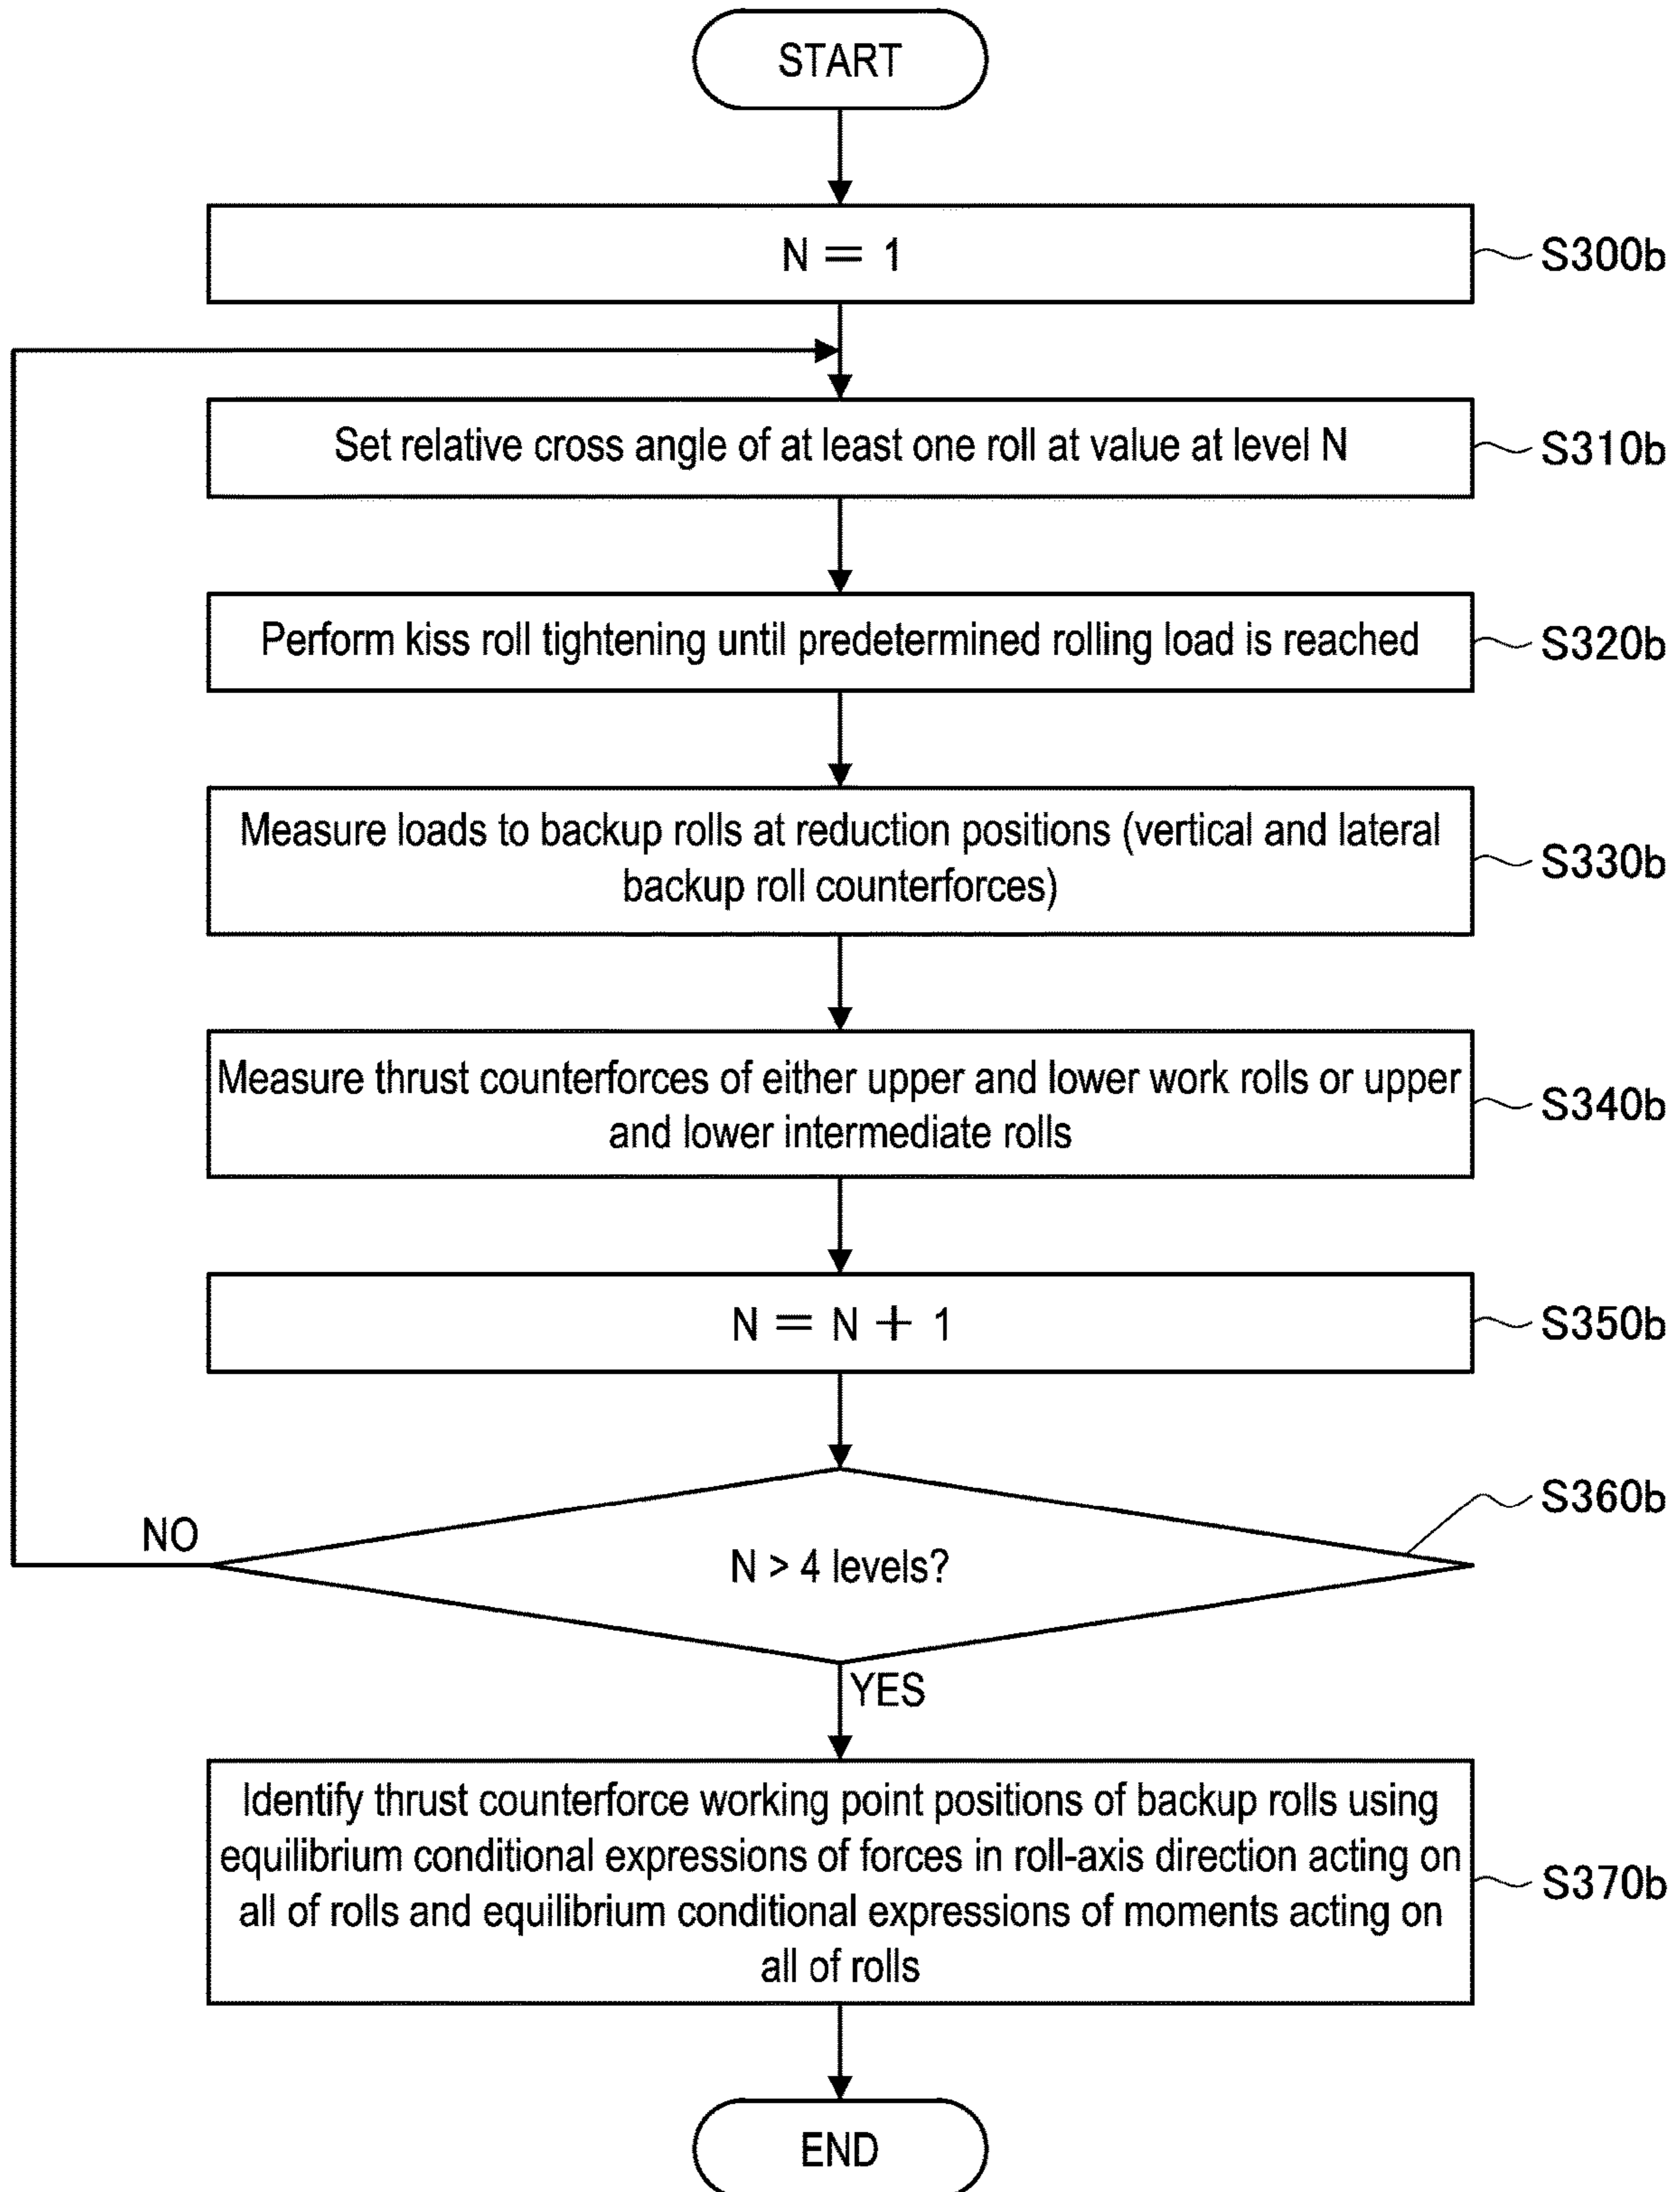 START
N = 1
S300b
Set relative cross angle of at least one roll at value at level N
S310b
Perform kiss roll tightening until predetermined rolling load is reached
S320b
Measure loads to backup rolls at reduction positions (vertical and lateral
backup roll counterforces)
S330b
Measure thrust counterforces of either upper and lower work rolls or upper
and lower intermediate rolls
S340b
N = N + 1
S350b
S360b
NO
N > 4 levels?
YES
Identify thrust counterforce working point positions of backup rolls using
equilibrium conditional expressions of forces in roll-axis direction acting on
all of rolls and equilibrium conditional expressions of moments acting on
all of rolls
S370b
END